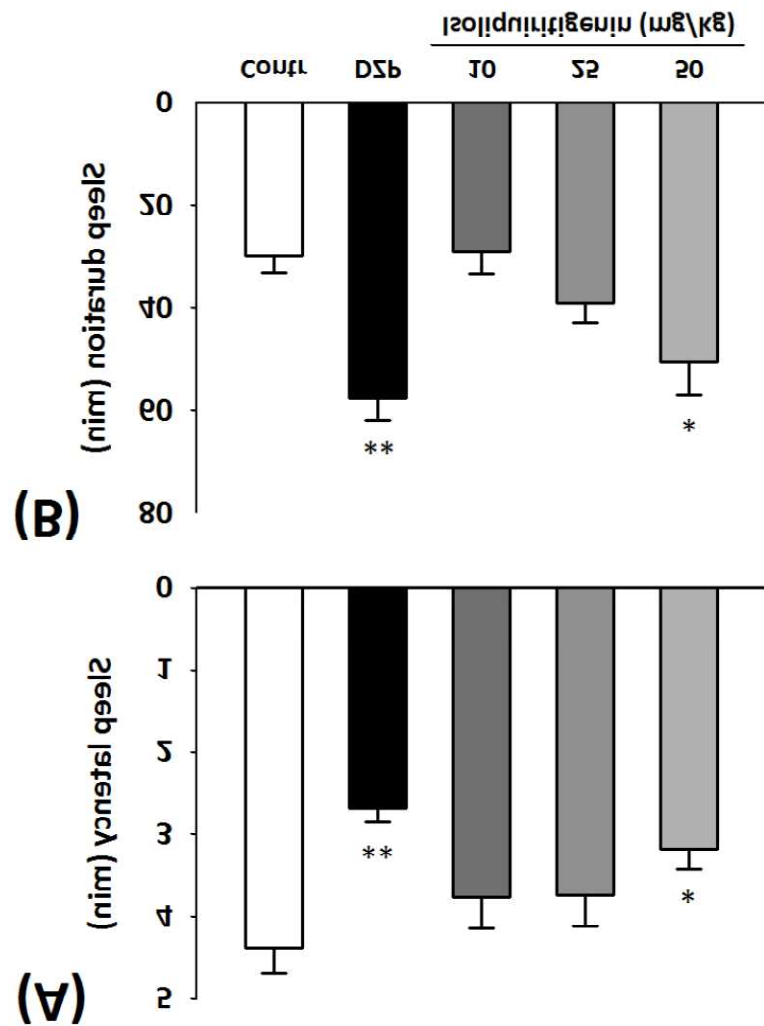 (A)
Sleep latency (min)
5
4
3
2
1
0
**
*
(B)
Sleep duration (min)
80
60
40
20
0
**
*
Contr DZP 10 25 50
Isoliquiritigenin (mg/kg)